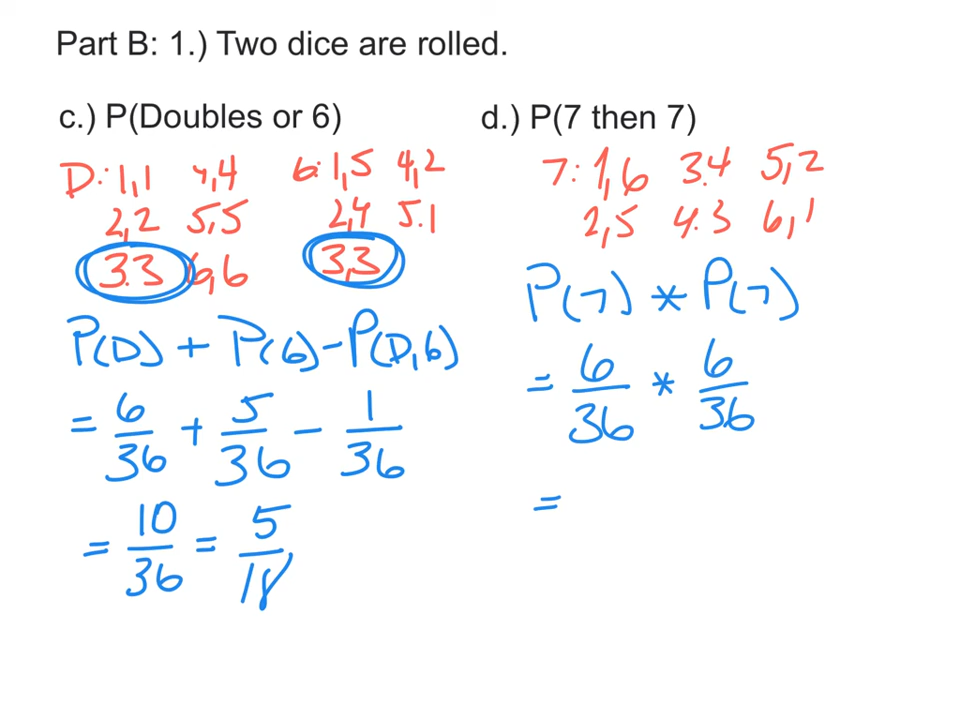 Part B: 1.) Two dice are rolled.
c.) P(Doubles or 6)
D: 1,1 4,4
2,2 5,5
3.3 6,6
6: 1,5 4,2
2,4 5.1
3,3
P(D) + P(6) - P(D,6)
= 6/36 + 5/36 - 1/36
= 10/36 = 5/18
d.) P(7 then 7)
7: 1,6 3.4 5,2
2,5 4.3 6,1
P(7) * P(7)
= 6/36 * 6/36
=